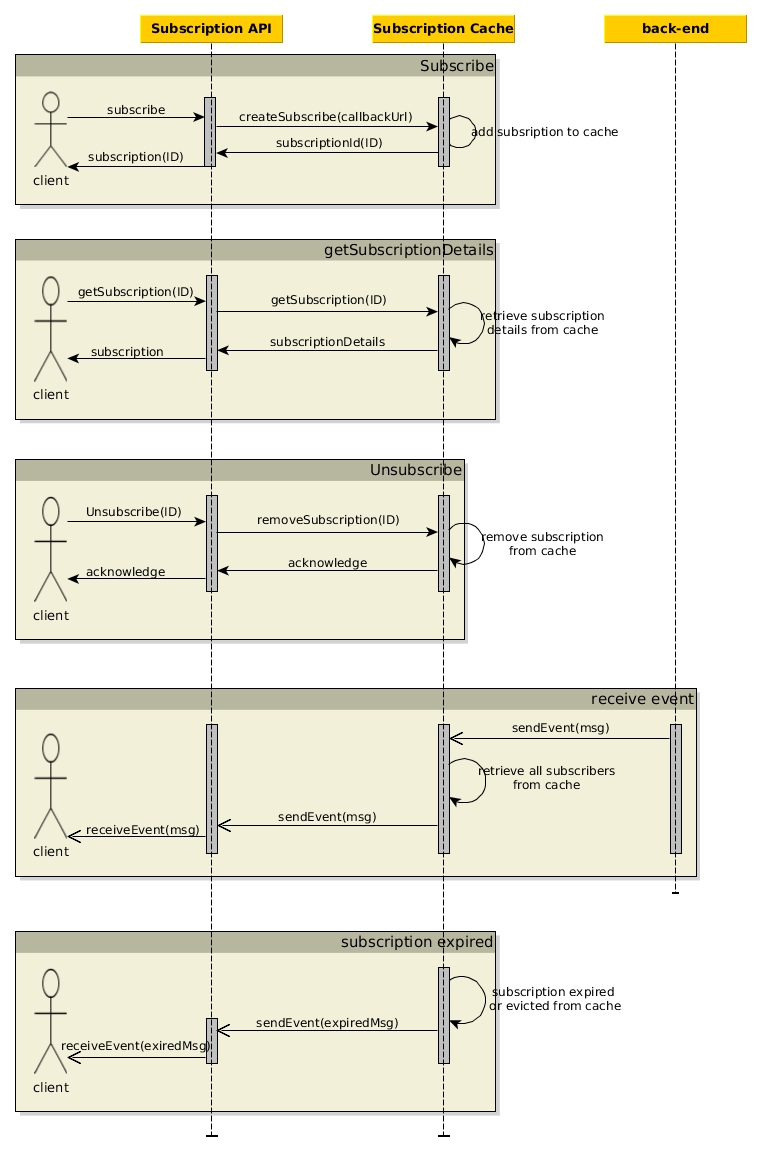 Subscription API
Subscription Cache
back-end
Subscribe
subscribe
createSubscribe(callbackUrl)
add subsription to cache
subscriptionId(ID)
subscription(ID)
client
getSubscriptionDetails
getSubscription(ID)
getSubscription(ID)
retrieve subscription
details from cache
subscriptionDetails
subscription
client
Unsubscribe
Unsubscribe(ID)
removeSubscription(ID)
remove subscription
from cache
acknowledge
acknowledge
client
receive event
sendEvent(msg)
retrieve all subscribers
from cache
sendEvent(msg)
receiveEvent(msg)
client
subscription expired
subscription expired
or evicted from cache
sendEvent(expiredMsg)
receiveEvent(exiredMsg)
client